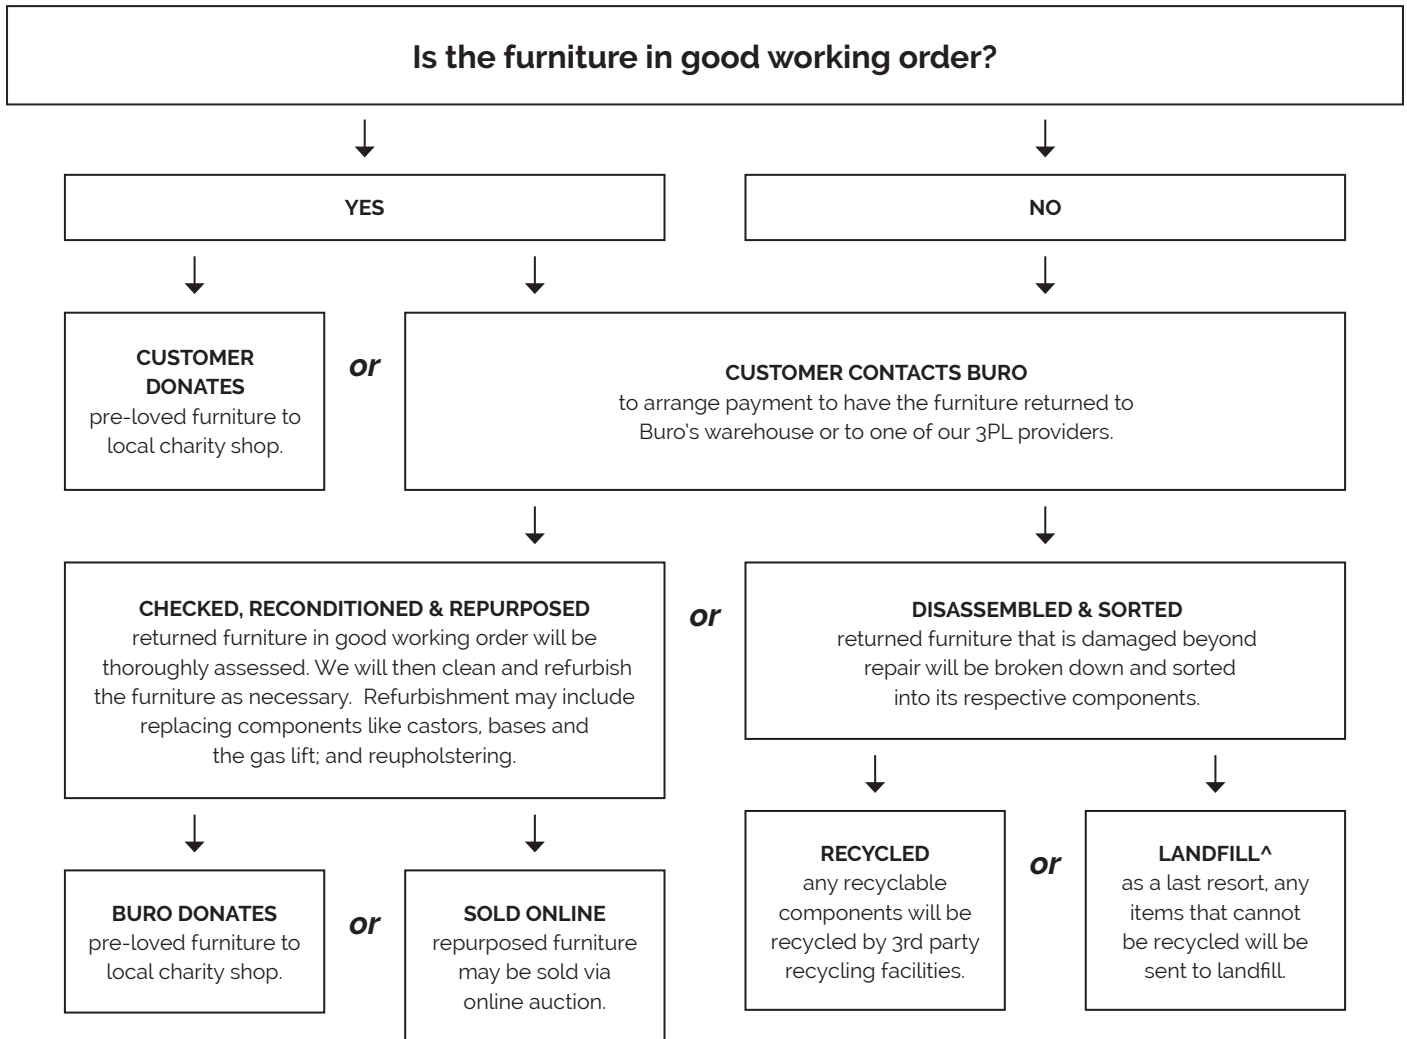 Is the furniture in good working order?
YES
NO
CUSTOMER
DONATES
pre-loved furniture to
local charity shop.
or
CUSTOMER CONTACTS BURO
to arrange payment to have the furniture returned to
Buro's warehouse or to one of our 3PL providers.
CHECKED, RECONDITIONED & REPURPOSED
returned furniture in good working order will be
thoroughly assessed. We will then clean and refurbish
the furniture as necessary.  Refurbishment may include
replacing components like castors, bases and
the gas lift; and reupholstering.
or
DISASSEMBLED & SORTED
returned furniture that is damaged beyond
repair will be broken down and sorted
into its respective components.
BURO DONATES
pre-loved furniture to
local charity shop.
or
SOLD ONLINE
repurposed furniture
may be sold via
online auction.
RECYCLED
any recyclable
components will be
recycled by 3rd party
recycling facilities.
or
LANDFILL^
as a last resort, any
items that cannot
be recycled will be
sent to landfill.